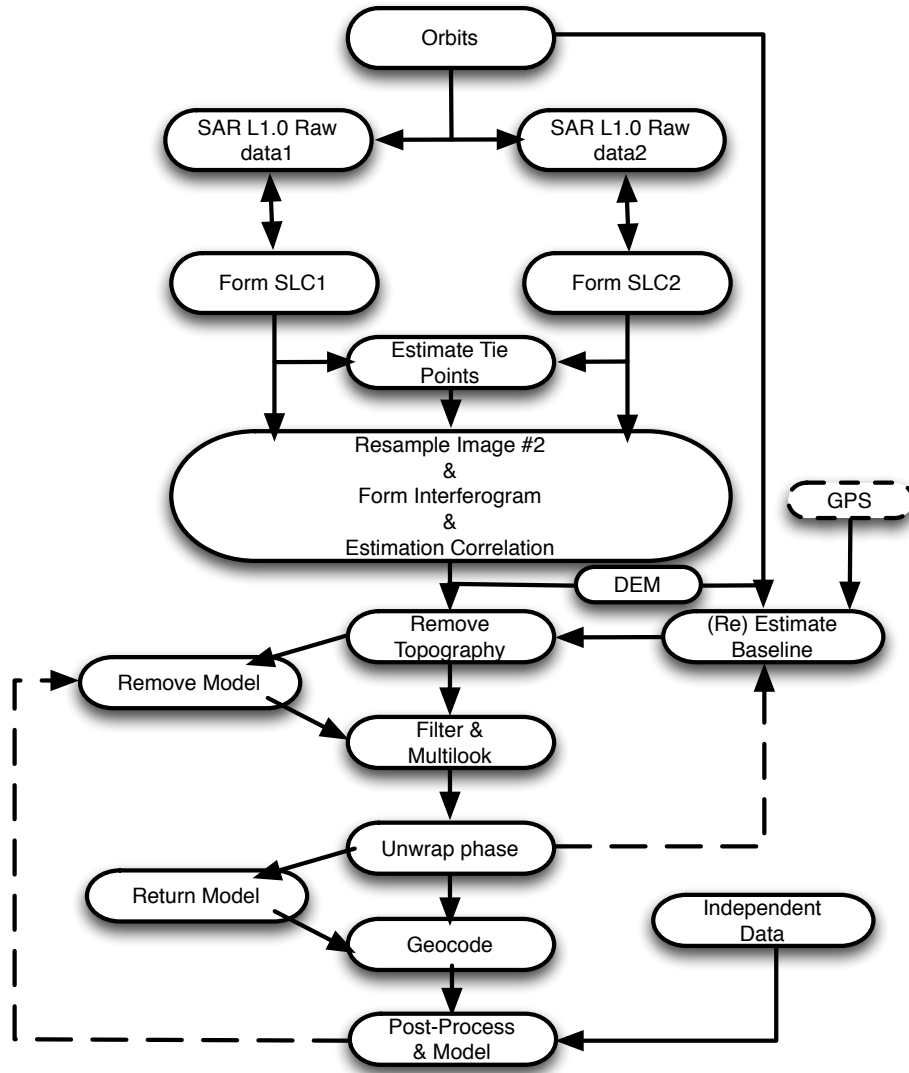 Orbits
SAR L1.0 Raw
data1
SAR L1.0 Raw
data2
Form SLC1
Form SLC2
Estimate Tie
Points
Resample Image #2
&
Form Interferogram
&
Estimation Correlation
GPS
DEM
Remove
Topography
(Re) Estimate
Baseline
Remove Model
Filter &
Multilook
Unwrap phase
Return Model
Independent
Data
Geocode
Post-Process
& Model